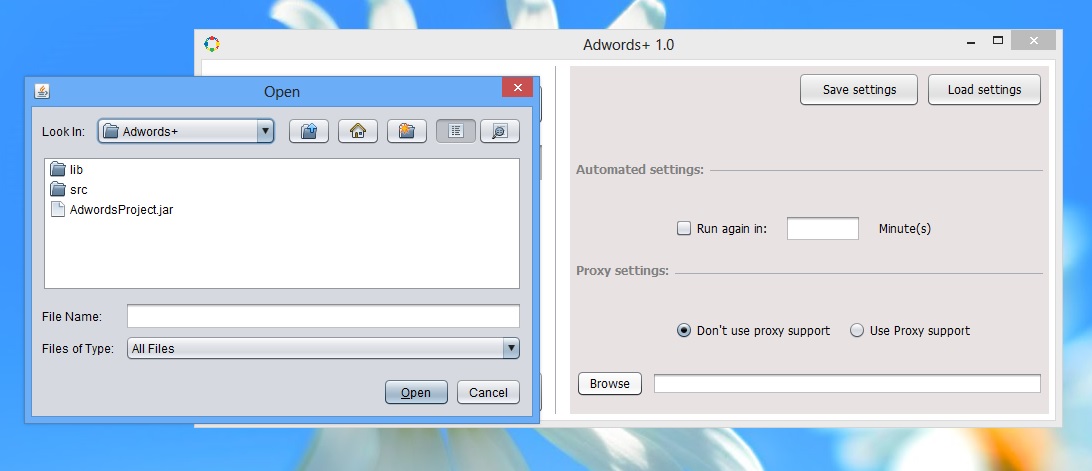 Adwords+ 1.0
Open
Look In: Adwords+
lib
src
AdwordsProject.jar
File Name:
Files of Type: All Files
Open Cancel
Save settings Load settings
Automated settings:
Run again in: Minute(s)
Proxy settings:
Don't use proxy support Use Proxy support
Browse